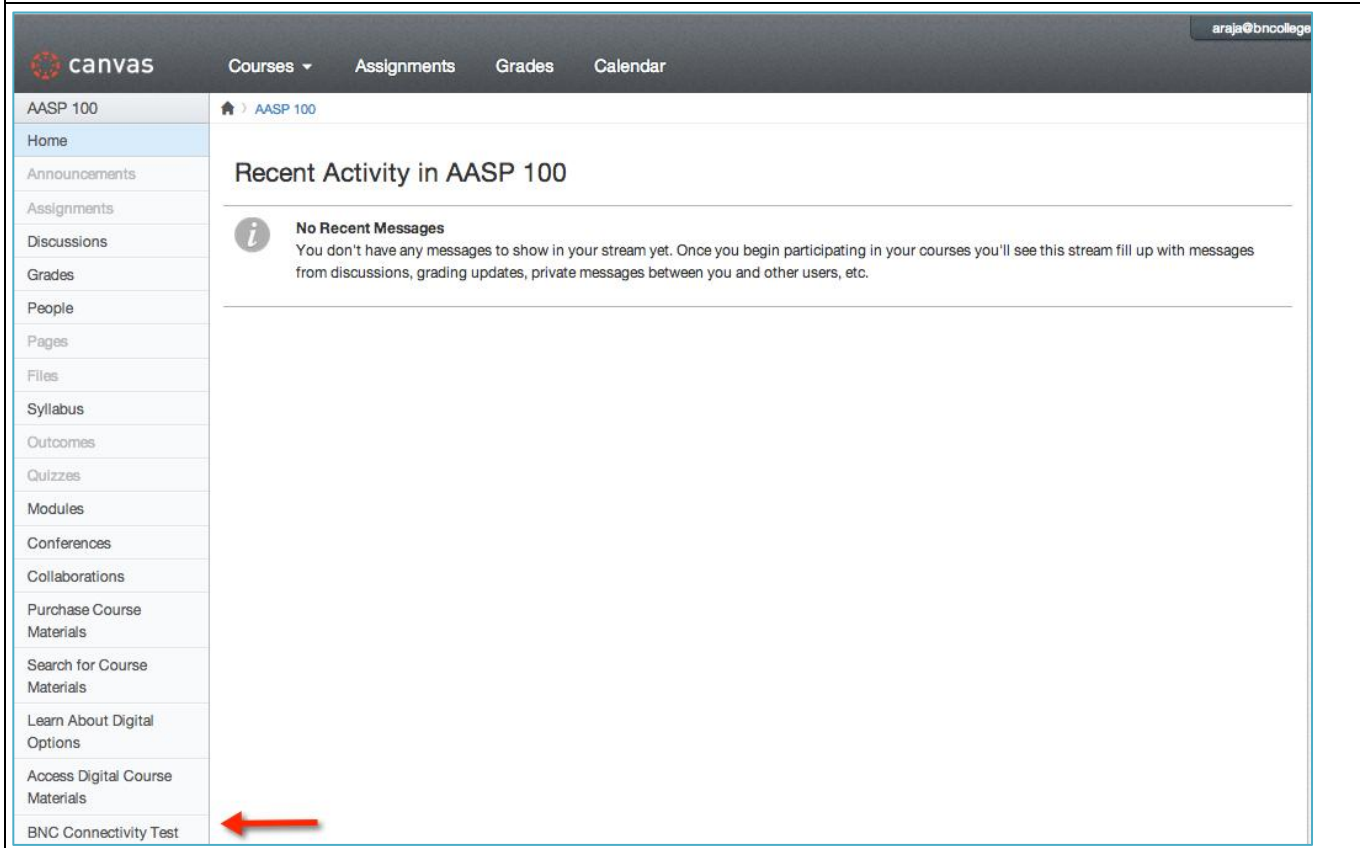 araja@bncollege
canvas
Courses Assignments Grades Calendar
AASP 100
AASP 100
Home
Announcements
Assignments
Discussions
Grades
People
Pages
Files
Syllabus
Outcomes
Quizzes
Modules
Conferences
Collaborations
Purchase Course
Materials
Search for Course
Materials
Learn About Digital
Options
Access Digital Course
Materials
BNC Connectivity Test
Recent Activity in AASP 100
i
No Recent Messages
You don't have any messages to show in your stream yet. Once you begin participating in your courses you'll see this stream fill up with messages
from discussions, grading updates, private messages between you and other users, etc.